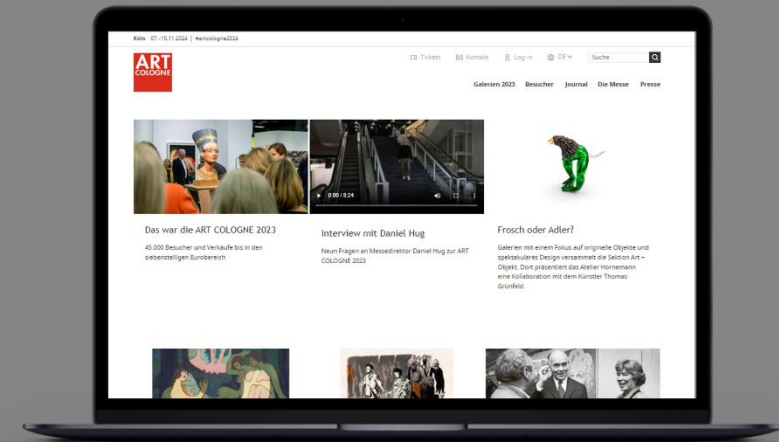 Köln 07.-10.11.2024 | #artcologne2024
ART
COLOGNE
Tickets Kontakt Log-in DE Suche
Galerien 2023 Besucher Journal Die Messe Presse
0:00 / 8:24
Das war die ART COLOGNE 2023
45.000 Besucher und Verkäufe bis in den
siebenstelligen Eurobereich
Interview mit Daniel Hug
Neun Fragen an Messedirektor Daniel Hug zur ART
COLOGNE 2023
Frosch oder Adler?
Galerien mit einem Fokus auf originelle Objekte und
spektakuläres Design versammelt die Sektion Art +
Objekt. Dort präsentiert das Atelier Hornemann
eine Kollaboration mit dem Künstler Thomas
Grünfeld.